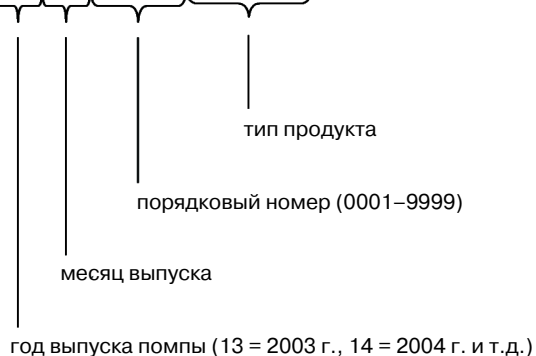 тип продукта
порядковый номер (0001–9999)
месяц выпуска
год выпуска помпы (13 = 2003 г., 14 = 2004 г. и т.д.)